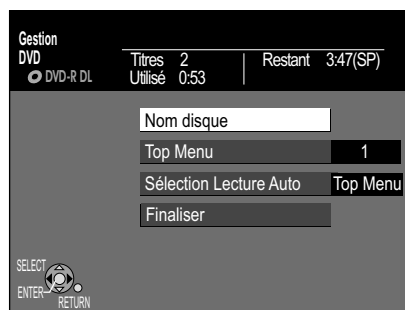 Gestion
DVD
DVD-R DL
Titres 2
Utilisé 0:53
Restant 3:47(SP)
Nom disque
Top Menu 1
Sélection Lecture Auto Top Menu
Finaliser
SELECT
ENTER
RETURN